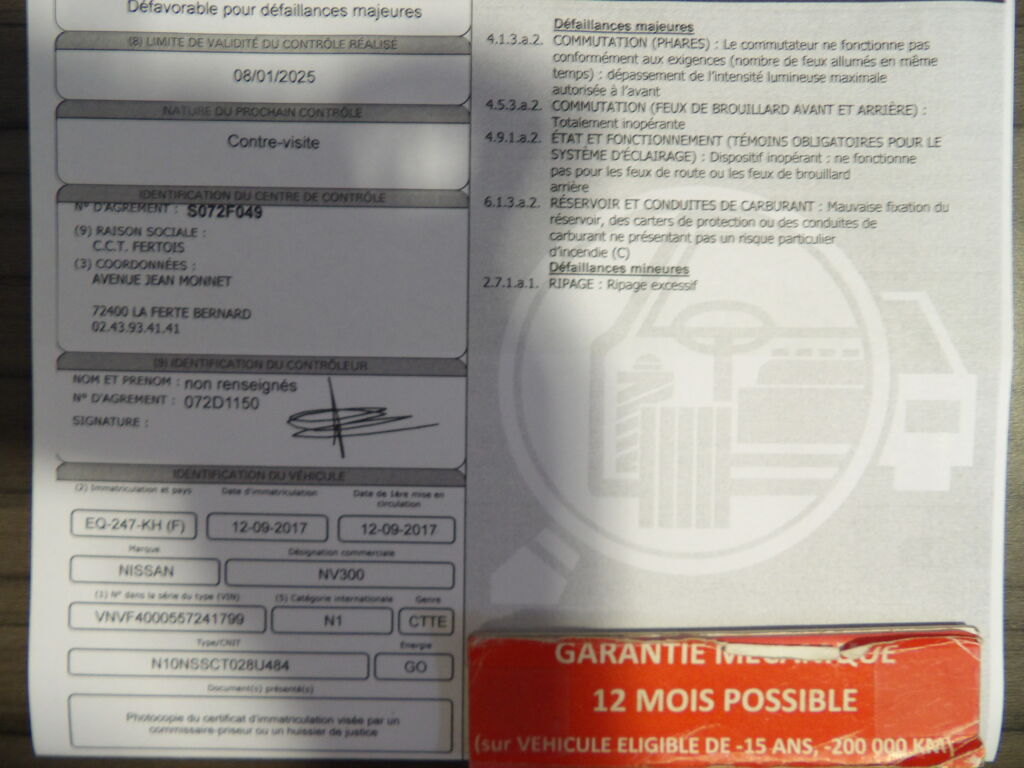 Défavorable pour défaillances majeures
(8) LIMITE DE VALIDITÉ DU CONTRÔLE RÉALISÉ
08/01/2025
NATURE DU PROCHAIN CONTRÔLE
Contre-visite
IDENTIFICATION DU CENTRE DE CONTRÔLE
N° D'AGRÉMENT : S072F049
(9) RAISON SOCIALE :
C.C.T. FERTOIS
(3) COORDONNÉES :
AVENUE JEAN MONNET
72400 LA FERTE BERNARD
02.43.93.41.41
(9) IDENTIFICATION DU CONTRÔLEUR
NOM ET PRÉNOM : non renseignés
N° D'AGRÉMENT : 072D1150
SIGNATURE :
IDENTIFICATION DU VÉHICULE
(2) Immatriculation et pays
Date d'immatriculation
Date de 1ère mise en
circulation
EQ-247-KH (F)
12-09-2017
12-09-2017
Marque
Désignation commerciale
NISSAN
NV300
(1) N° dans la série du type (VIN)
(5) Catégorie internationale
Genre
VNVF4000557241799
N1
CTTE
Type/CNIT
Energie
N10NSSCT028U484
GO
Document(s) présenté(s)
Photocopie du certificat d'immatriculation visée par un
commissaire-priseur ou un huissier de justice
Défaillances majeures
4.1.3.a.2. COMMUTATION (PHARES) : Le commutateur ne fonctionne pas
conformément aux exigences (nombre de feux allumés en même
temps) : dépassement de l'intensité lumineuse maximale
autorisée à l'avant
4.5.3.a.2. COMMUTATION (FEUX DE BROUILLARD AVANT ET ARRIÈRE) :
Totalement inopérante
4.9.1.a.2. ÉTAT ET FONCTIONNEMENT (TÉMOINS OBLIGATOIRES POUR LE
SYSTÈME D'ÉCLAIRAGE) : Dispositif inopérant : ne fonctionne
pas pour les feux de route ou les feux de brouillard
arrière
6.1.3.a.2. RÉSERVOIR ET CONDUITES DE CARBURANT : Mauvaise fixation du
réservoir, des carters de protection ou des conduites de
carburant ne présentant pas un risque particulier
d'incendie (C)
Défaillances mineures
2.7.1.a.1. RIPAGE : Ripage excessif
GARANTIE MECANIQUE
12 MOIS POSSIBLE
(sur VEHICULE ELIGIBLE DE -15 ANS, -200 000 KM)